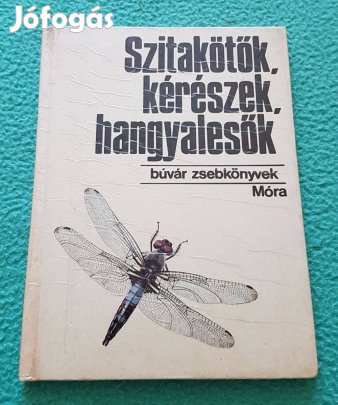 Jófogás
Szitakötők,
kérészek,
hangyalesők
búvár zsebkönyvek
Móra